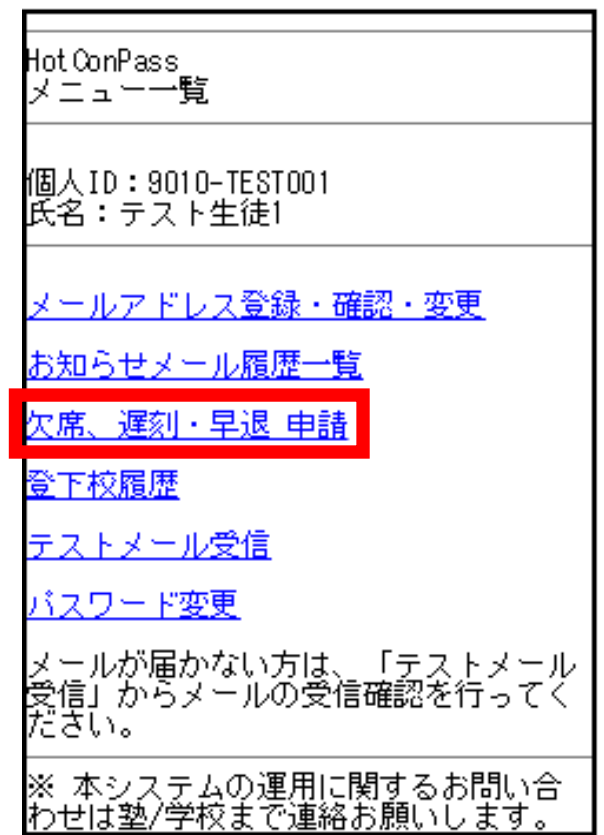 HotConPass
メニュー一覧
個人ID：9010-TEST001
氏名：テスト生徒1
メールアドレス登録・確認・変更
お知らせメール履歴一覧
欠席、遅刻・早退 申請
登下校履歴
テストメール受信
パスワード変更
メールが届かない方は、「テストメール
受信」からメールの受信確認を行ってく
ださい。
※ 本システムの運用に関するお問い合
わせは塾/学校まで連絡お願いします。